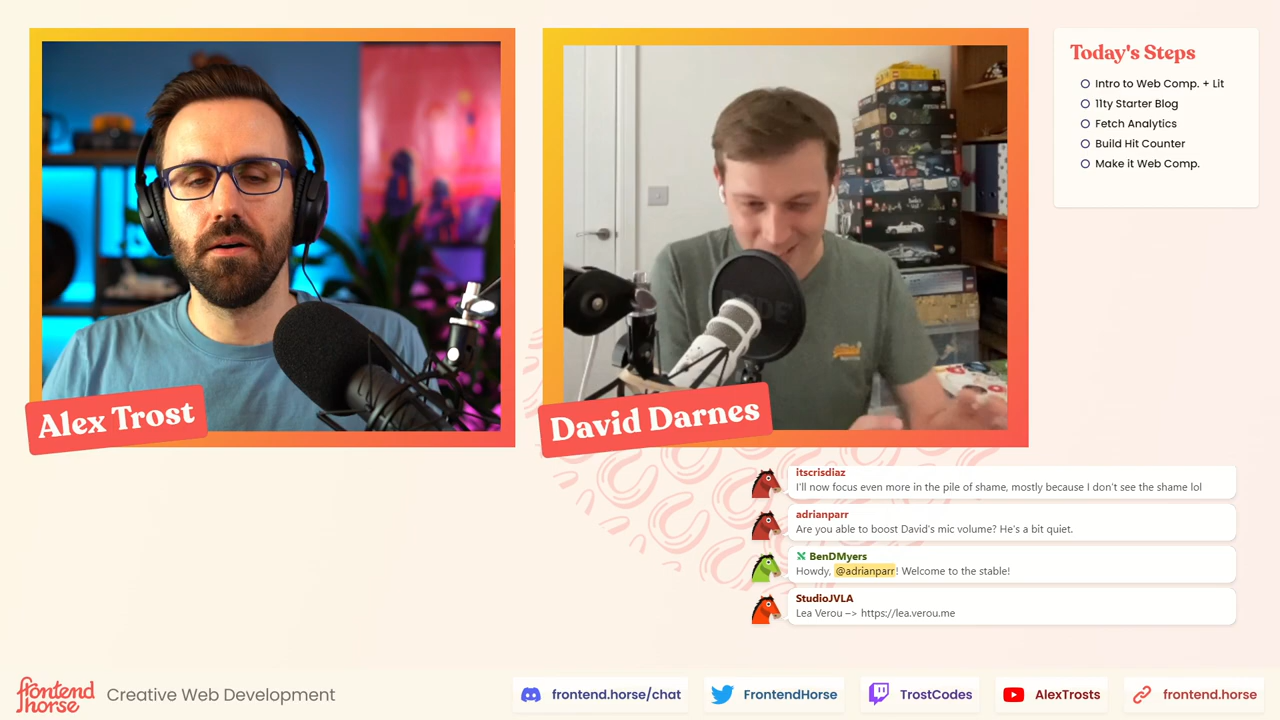 Today's Steps
Intro to Web Comp. + Lit
11ty Starter Blog
Fetch Analytics
Build Hit Counter
Make it Web Comp.
Alex Trost
David Darnes
itscrisdiaz
I'll now focus even more in the pile of shame, mostly because I don't see the shame lol
adrianparr
Are you able to boost David's mic volume? He's a bit quiet.
BenDMyers
Howdy, @adrianparr! Welcome to the stable!
StudioJVLA
Lea Verou –> https://lea.verou.me
frontend
horse
Creative Web Development
frontend.horse/chat
FrontendHorse
TrostCodes
AlexTrosts
frontend.horse